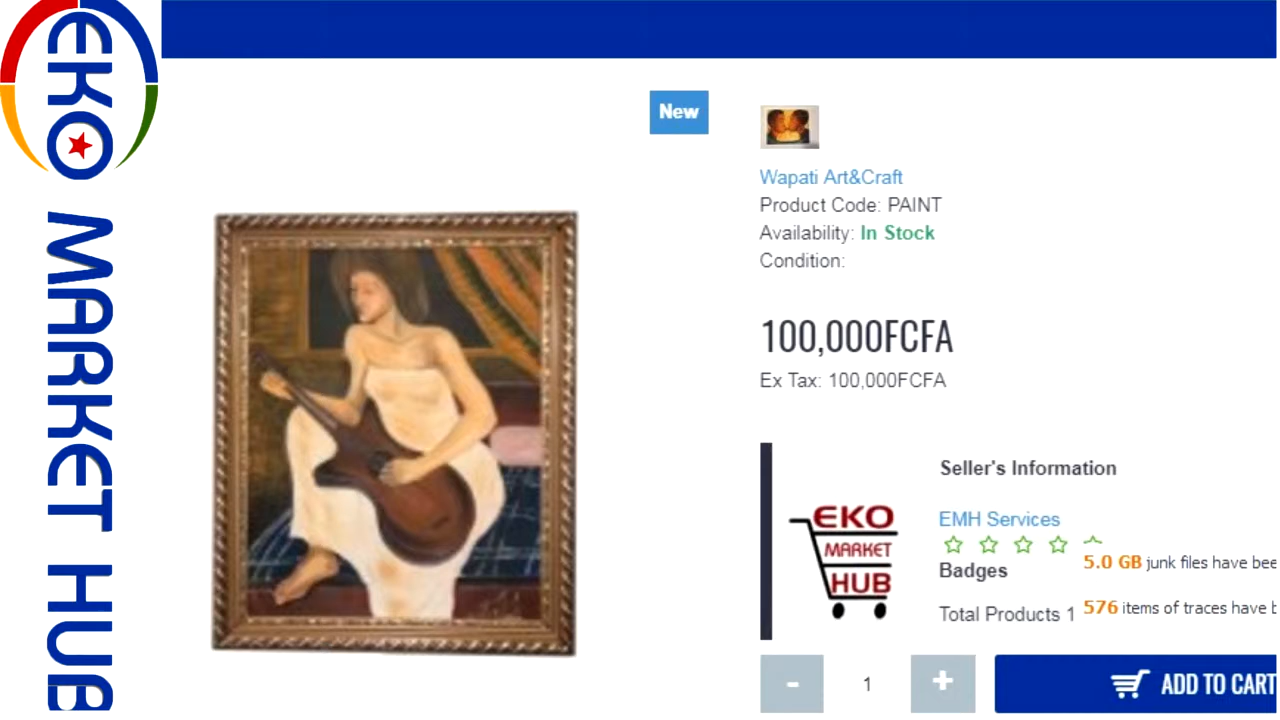 EKO MARKET HUB
New
Wapati Art&Craft
Product Code: PAINT
Availability: In Stock
Condition:
100,000FCFA
Ex Tax: 100,000FCFA
Seller's Information
EKO
MARKET
HUB
EMH Services
Badges
5.0 GB junk files have
Total Products 1
576 items of traces have
-
1
+
ADD TO CART